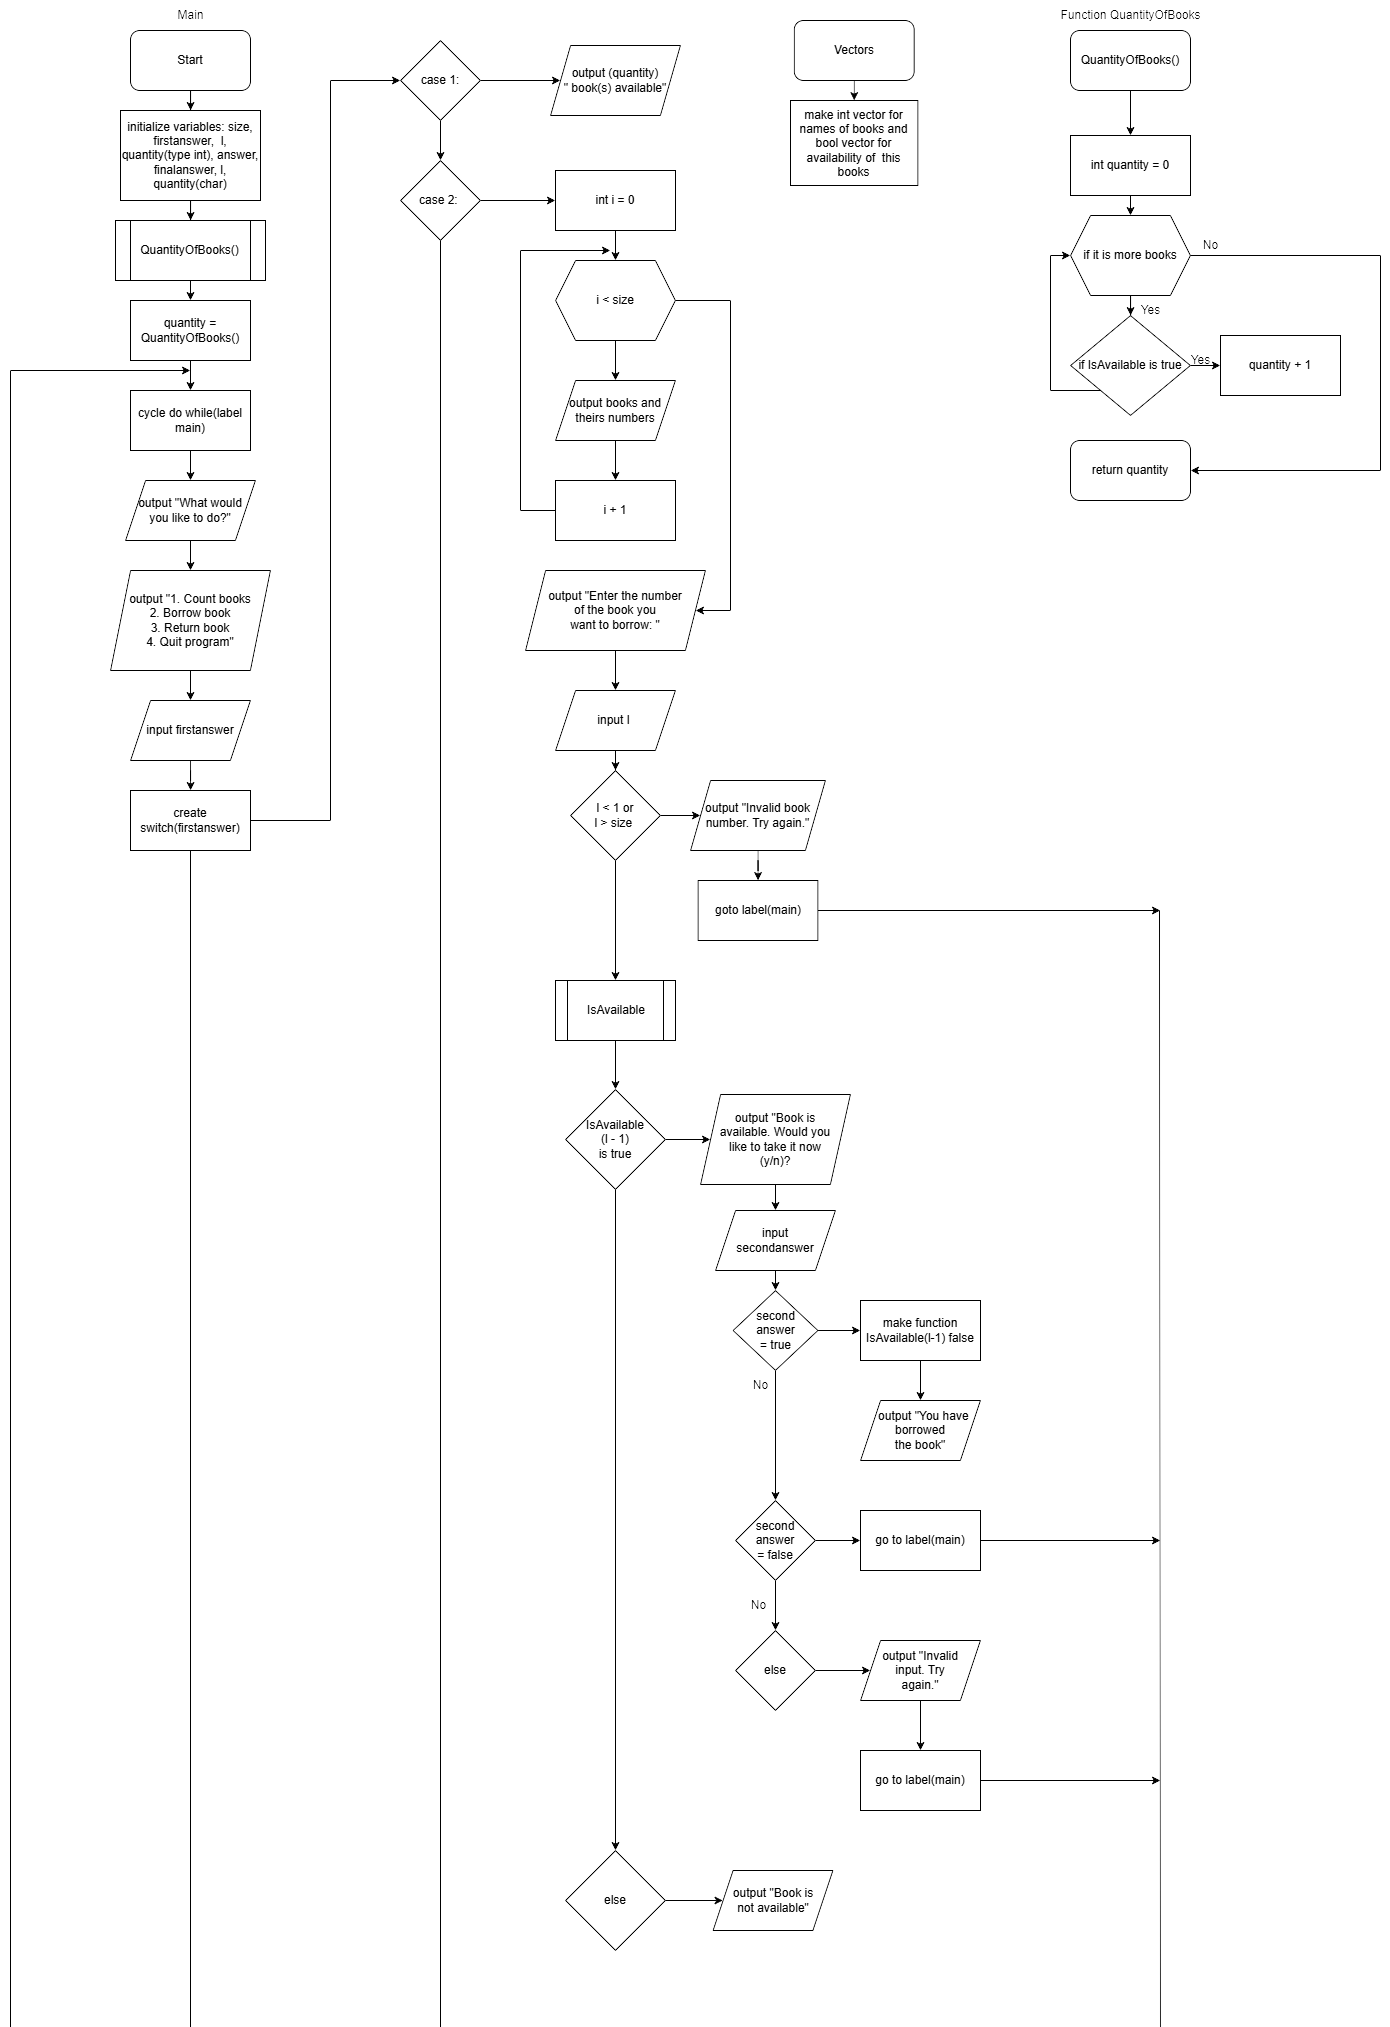 Main
Start
initialize variables: size,
firstanswer, I,
quantity(type int), answer,
finalanswer, I,
quantity(char)
QuantityOfBooks()
quantity =
QuantityOfBooks()
cycle do while(label
main)
output "What would
you like to do?"
output "1. Count books
2. Borrow book
3. Return book
4. Quit program"
input firstanswer
create
switch(firstanswer)
case 1:
output (quantity)
" book(s) available"
case 2:
int i = 0
i < size
output books and
theirs numbers
i + 1
output "Enter the number
of the book you
want to borrow: "
input I
I < 1 or
I > size
output "Invalid book
number. Try again."
goto label(main)
IsAvailable
IsAvailable
(I - 1)
is true
output "Book is
available. Would you
like to take it now
(y/n)?
input
secondanswer
second
answer
= true
make function
IsAvailable(I-1) false
No
output "You have
borrowed
the book"
second
answer
= false
go to label(main)
No
else
output "Invalid
input. Try
again."
go to label(main)
else
output "Book is
not available"
Vectors
make int vector for
names of books and
bool vector for
availability of this
books
Function QuantityOfBooks
QuantityOfBooks()
int quantity = 0
if it is more books
No
Yes
if IsAvailable is true
Yes
quantity + 1
return quantity